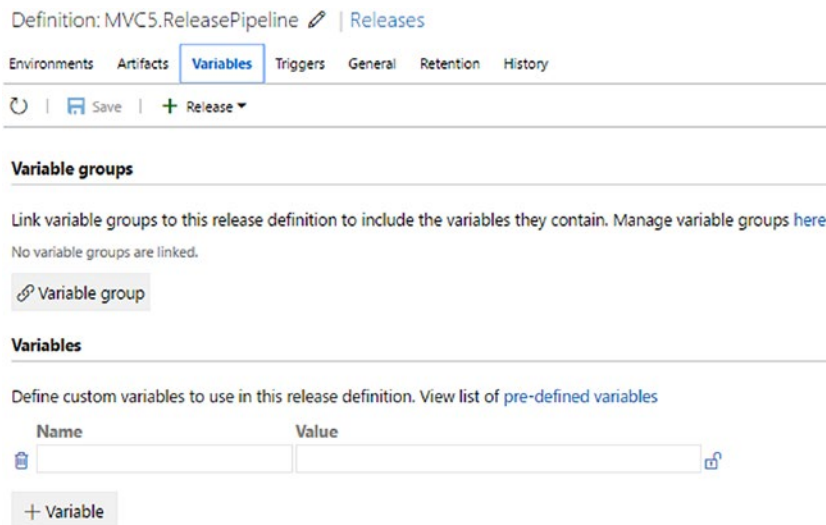 Definition: MVC5.ReleasePipeline | Releases
Environments Artifacts Variables Triggers General Retention History
Save | + Release
Variable groups
Link variable groups to this release definition to include the variables they contain. Manage variable groups here
No variable groups are linked.
Variable group
Variables
Define custom variables to use in this release definition. View list of pre-defined variables
Name Value
+ Variable